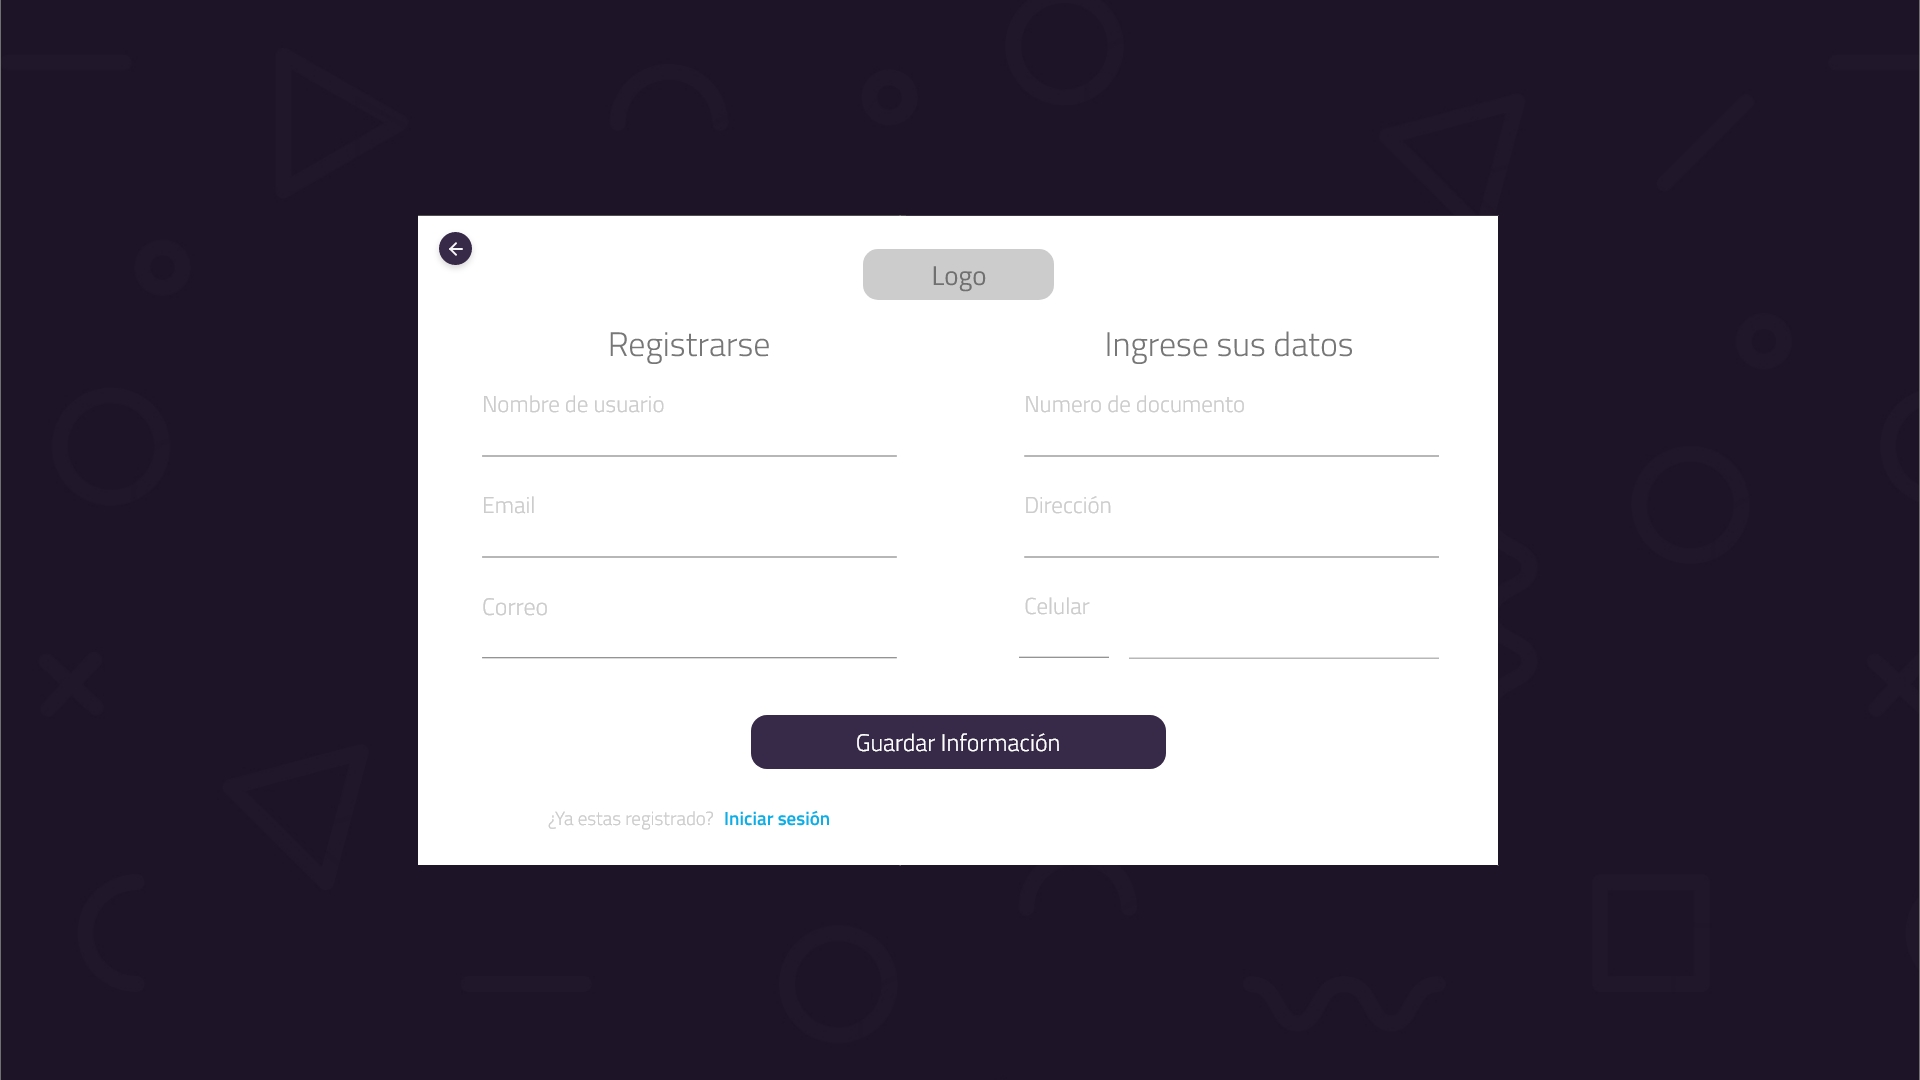 Logo
Registrarse
Nombre de usuario
Email
Correo
Ingrese sus datos
Numero de documento
Dirección
Celular
Guardar Información
¿Ya estas registrado? Iniciar sesión